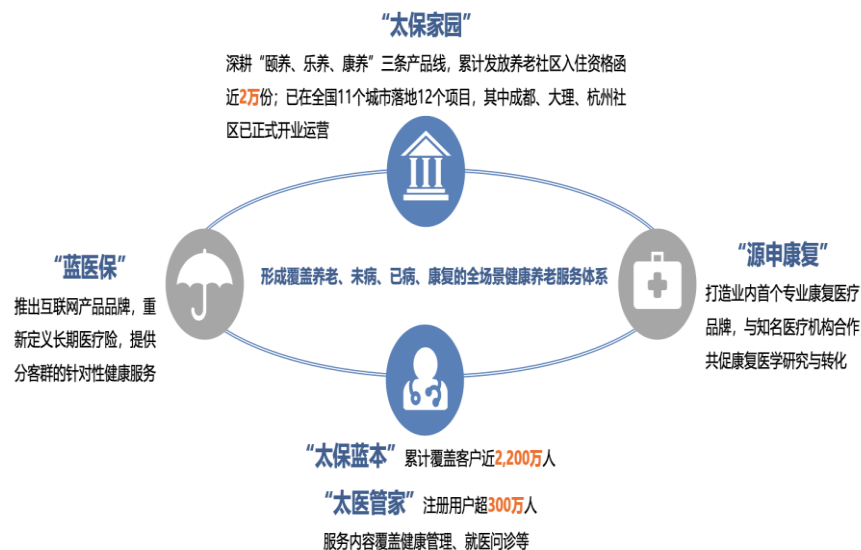 “太保家园”
深耕“颐养、乐养、康养”三条产品线，累计发放养老社区入住资格函
近2万份；已在全国11个城市落地12个项目，其中成都、大理、杭州社
区已正式开业运营
“蓝医保”
推出互联网产品品牌，重
新定义长期医疗险，提供
分客群的针对性健康服务
形成覆盖养老、未病、已病、康复的全场景健康养老服务体系
“源申康复”
打造业内首个专业康复医疗
品牌，与知名医疗机构合作
共促康复医学研究与转化
“太保蓝本” 累计覆盖客户近2,200万人
“太医管家” 注册用户超300万人
服务内容覆盖健康管理、就医问诊等